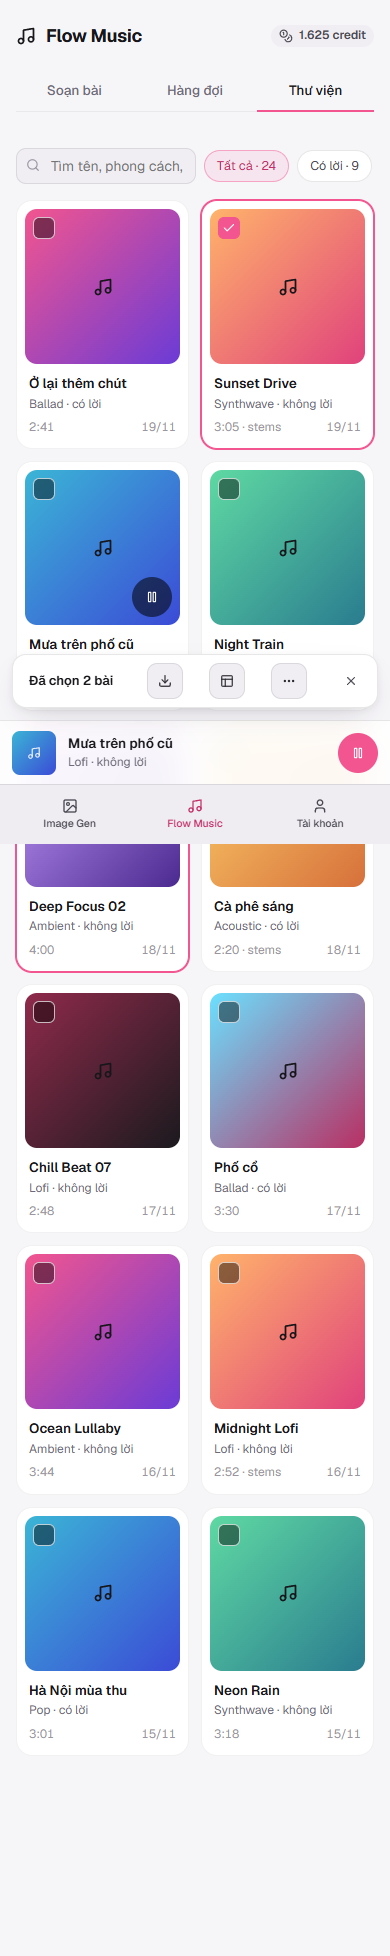 Flow Music
1.625 credit
Soạn bài
Hàng đợi
Thư viện
Tìm tên, phong cách,
Tất cả · 24
Có lời · 9
Ở lại thêm chút
Ballad · có lời
2:41
19/11
Sunset Drive
Synthwave · không lời
3:05 · stems
19/11
Mưa trên phố cũ
Night Train
Đã chọn 2 bài
Mưa trên phố cũ
Lofi · không lời
Image Gen
Flow Music
Tài khoản
Deep Focus 02
Ambient · không lời
4:00
18/11
Cà phê sáng
Acoustic · có lời
2:20 · stems
18/11
Chill Beat 07
Lofi · không lời
2:48
17/11
Phố cổ
Ballad · có lời
3:30
17/11
Ocean Lullaby
Ambient · không lời
3:44
16/11
Midnight Lofi
Lofi · không lời
2:52 · stems
16/11
Hà Nội mùa thu
Pop · có lời
3:01
15/11
Neon Rain
Synthwave · không lời
3:18
15/11